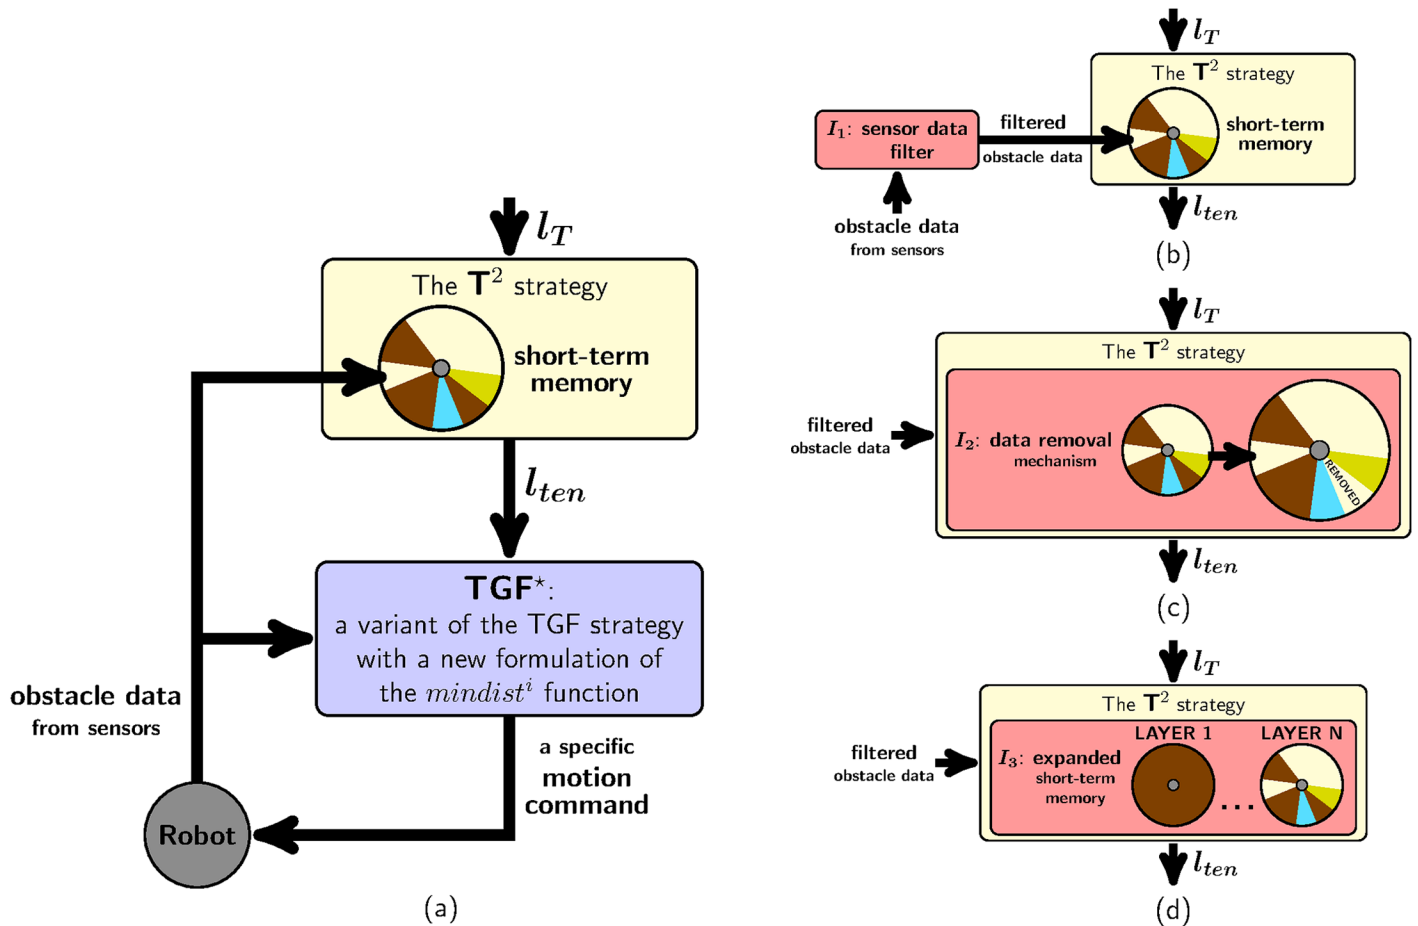 l_T
The T² strategy
short-term
memory
l_ten
TGF⋆:
a variant of the TGF strategy
with a new formulation of
the mindist^i function
obstacle data
from sensors
a specific
motion
command
Robot
(a)
l_T
The T² strategy
I₁: sensor data
filter
filtered
obstacle data
short-term
memory
obstacle data
from sensors
l_ten
(b)
l_T
The T² strategy
filtered
obstacle data
I₂: data removal
mechanism
REMOVED
l_ten
(c)
l_T
The T² strategy
LAYER 1
LAYER N
filtered
obstacle data
I₃: expanded
short-term
memory
...
l_ten
(d)